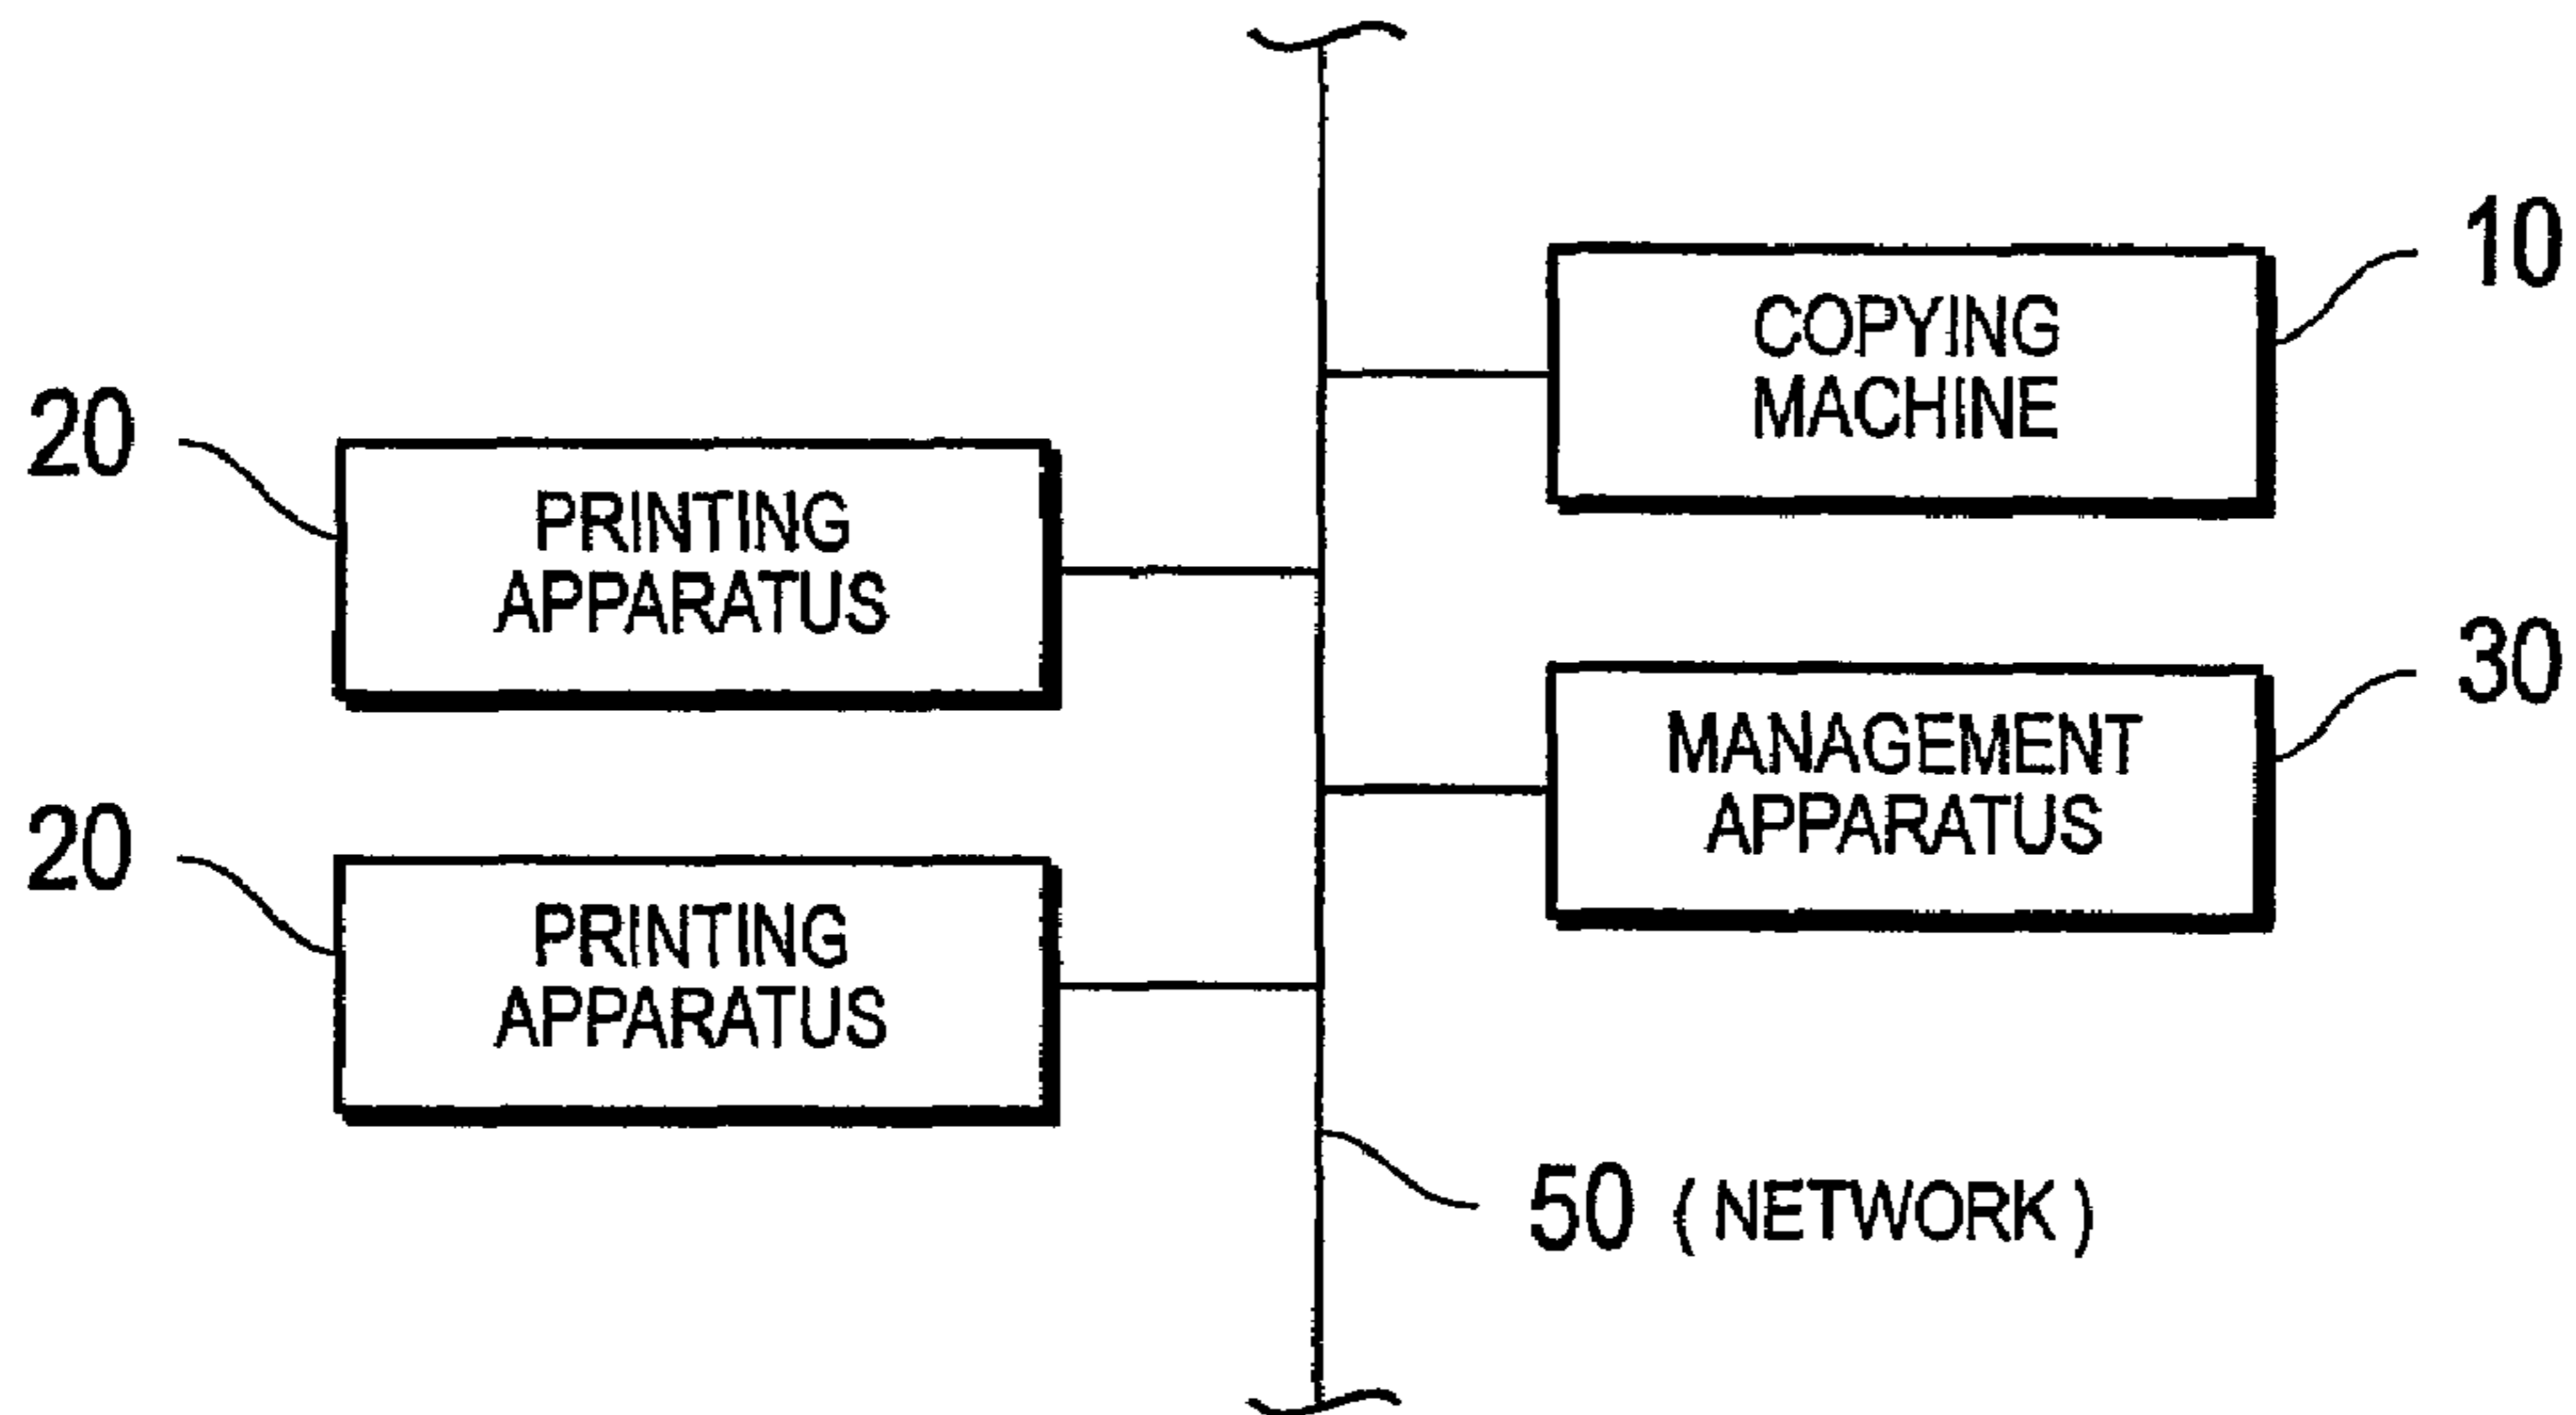 10
COPYING
MACHINE
20
PRINTING
APPARATUS
30
MANAGEMENT
APPARATUS
20
PRINTING
APPARATUS
50 ( NETWORK )